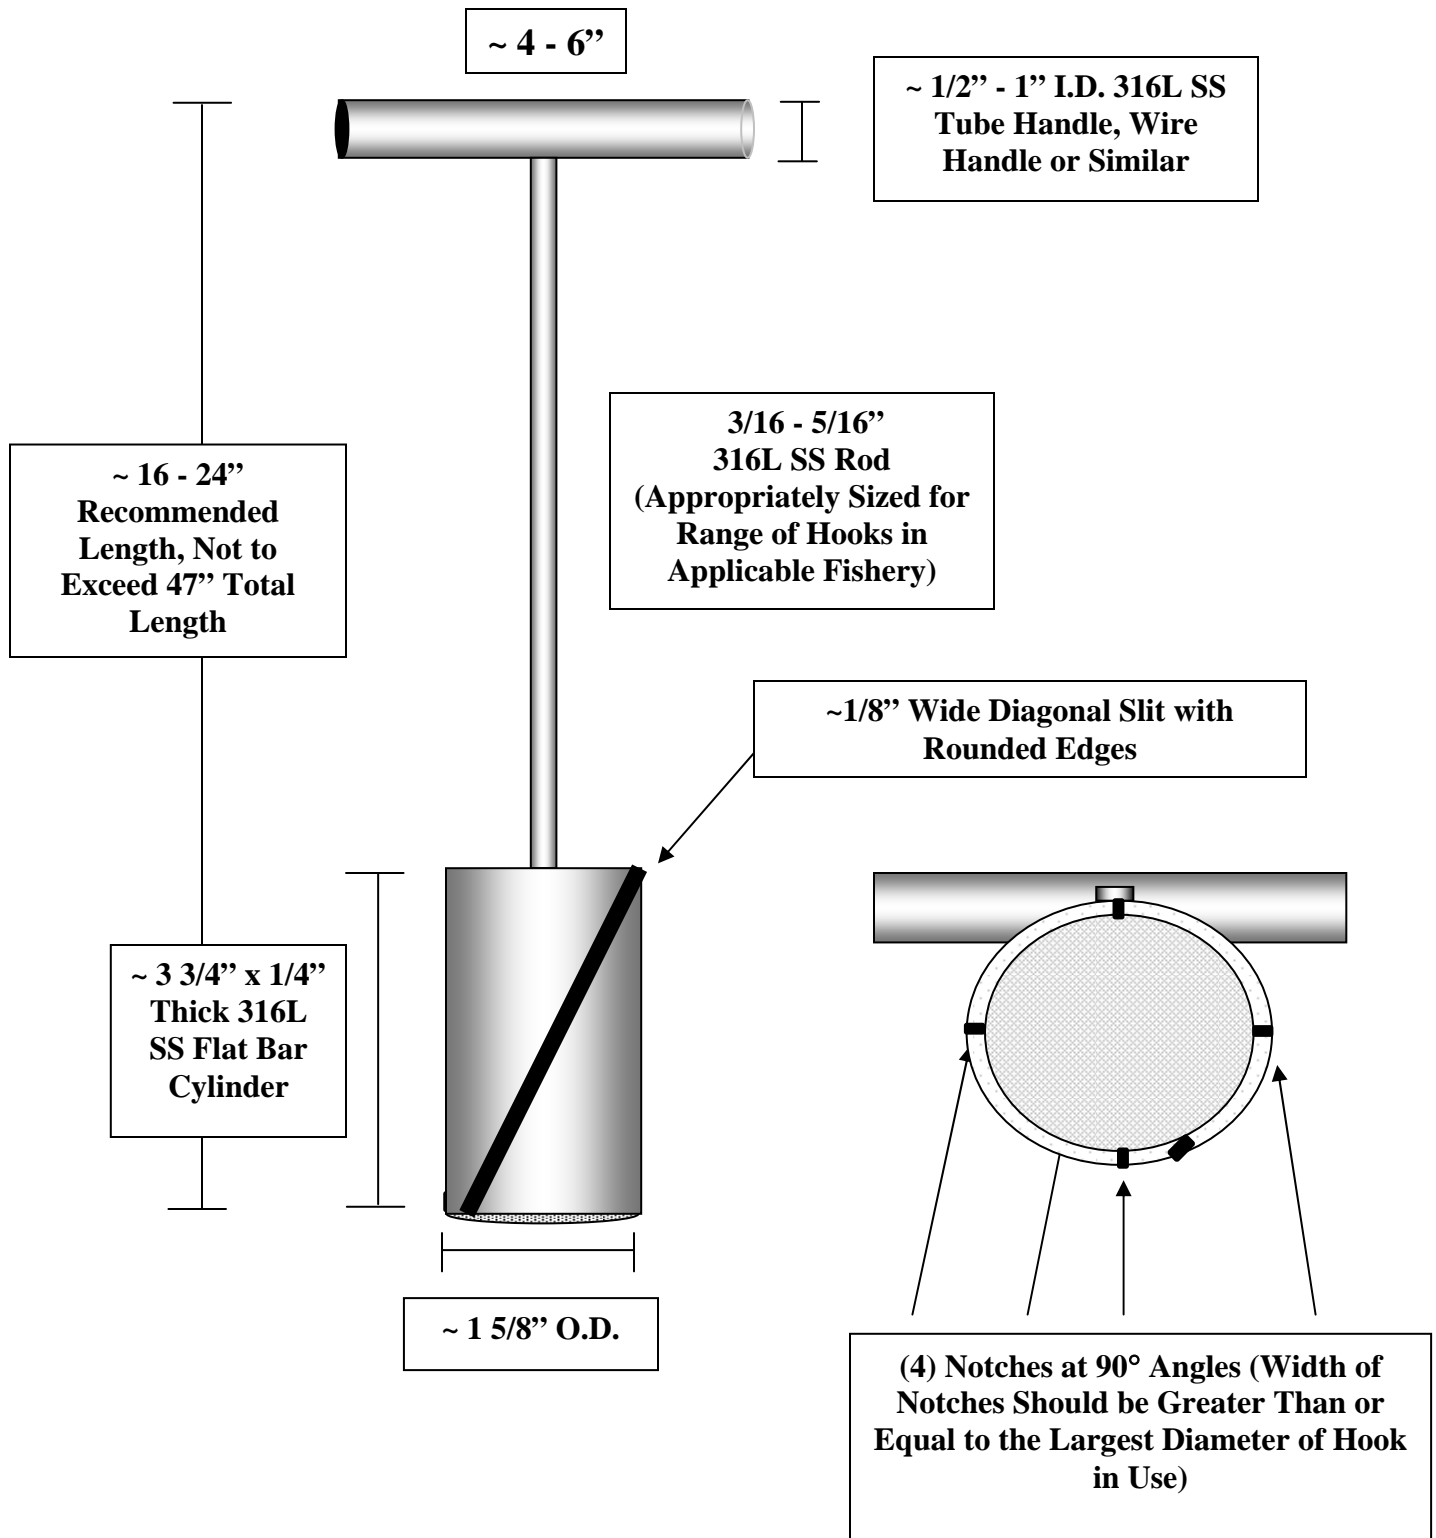 ~ 4 - 6”
~ 1/2” - 1” I.D. 316L SS
Tube Handle, Wire
Handle or Similar
3/16 - 5/16”
316L SS Rod
(Appropriately Sized for
Range of Hooks in
Applicable Fishery)
~ 16 - 24”
Recommended
Length, Not to
Exceed 47” Total
Length
~1/8” Wide Diagonal Slit with
Rounded Edges
~ 3 3/4” x 1/4”
Thick 316L
SS Flat Bar
Cylinder
~ 1 5/8” O.D.
(4) Notches at 90° Angles (Width of
Notches Should be Greater Than or
Equal to the Largest Diameter of Hook
in Use)